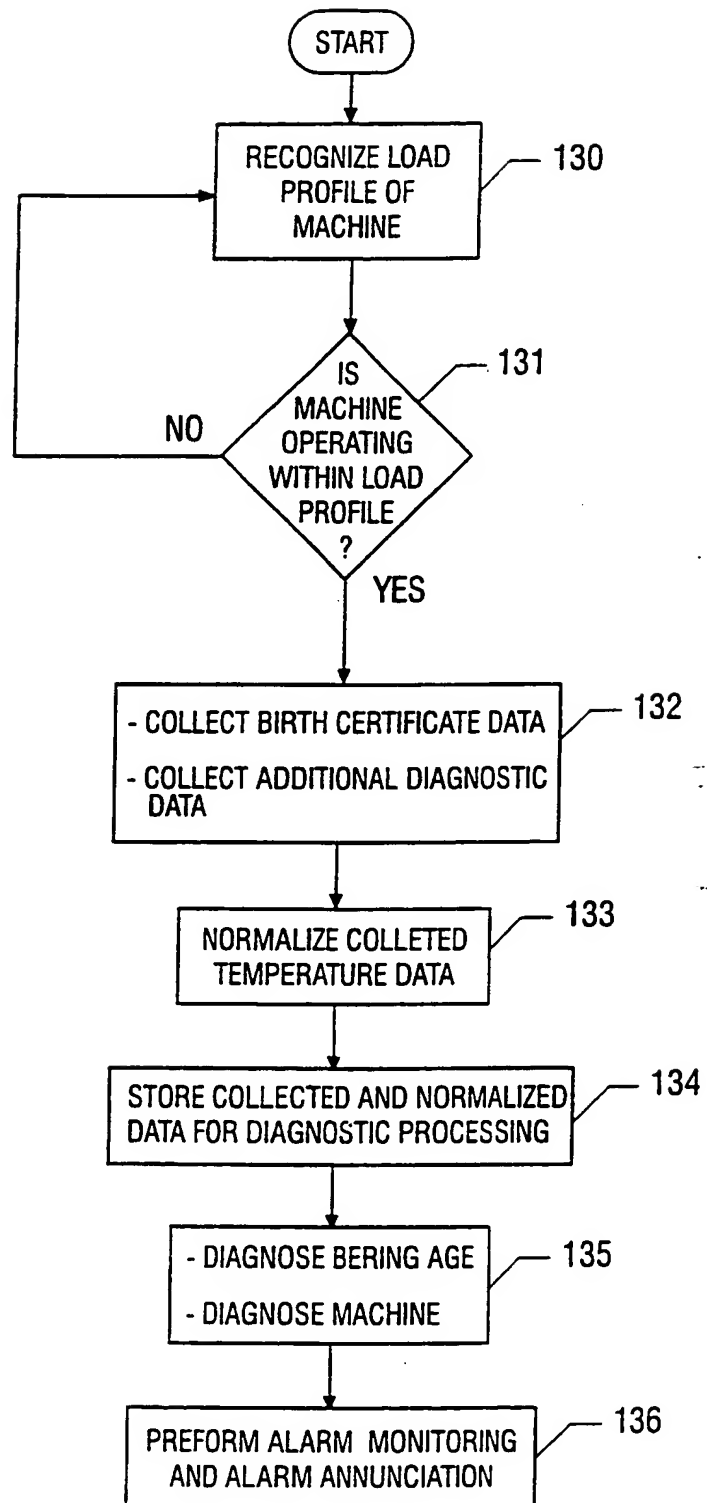 START
RECOGNIZE LOAD
PROFILE OF
MACHINE
130
IS
MACHINE
OPERATING
WITHIN LOAD
PROFILE
?
131
NO
YES
- COLLECT BIRTH CERTIFICATE DATA
- COLLECT ADDITIONAL DIAGNOSTIC
DATA
132
NORMALIZE COLLETED
TEMPERATURE DATA
133
STORE COLLECTED AND NORMALIZED
DATA FOR DIAGNOSTIC PROCESSING
134
- DIAGNOSE BERING AGE
- DIAGNOSE MACHINE
135
PREFORM ALARM MONITORING
AND ALARM ANNUNCIATION
136